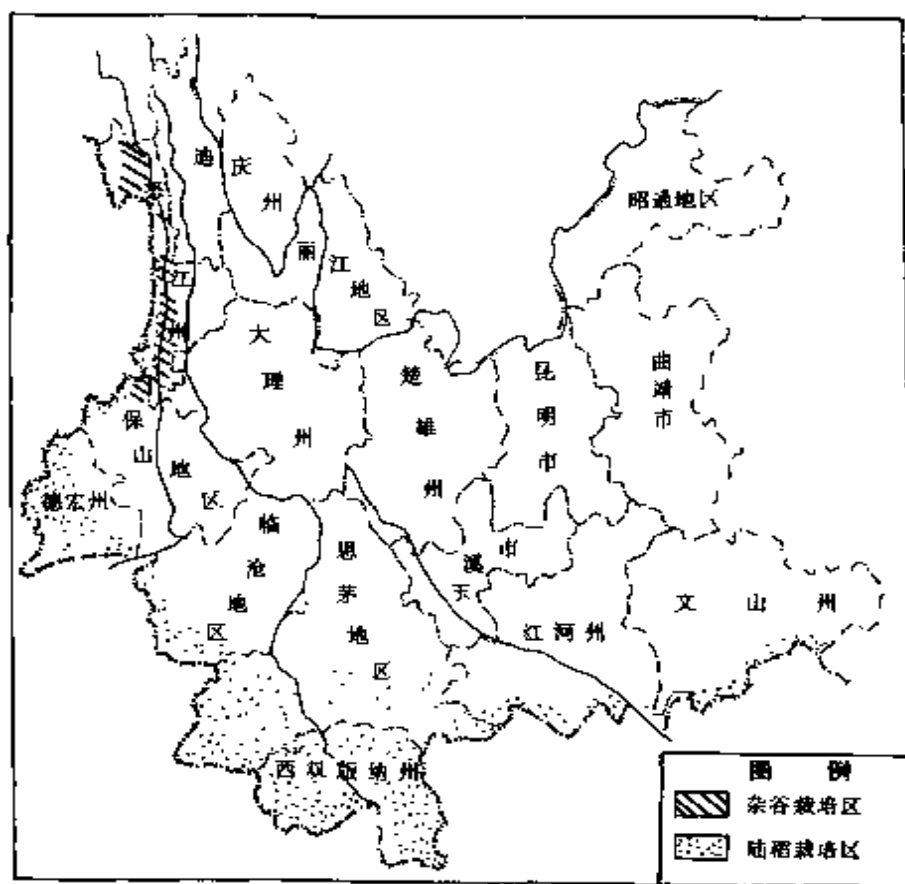 迪庆州
怒江州
丽江地区
昭通地区
大理州
楚雄州
昆明市
曲靖市
保山地区
德宏州
临沧地区
思茅地区
玉溪市
红河州
文山州
西双版纳州
图例
杂谷栽培区
陆稻栽培区